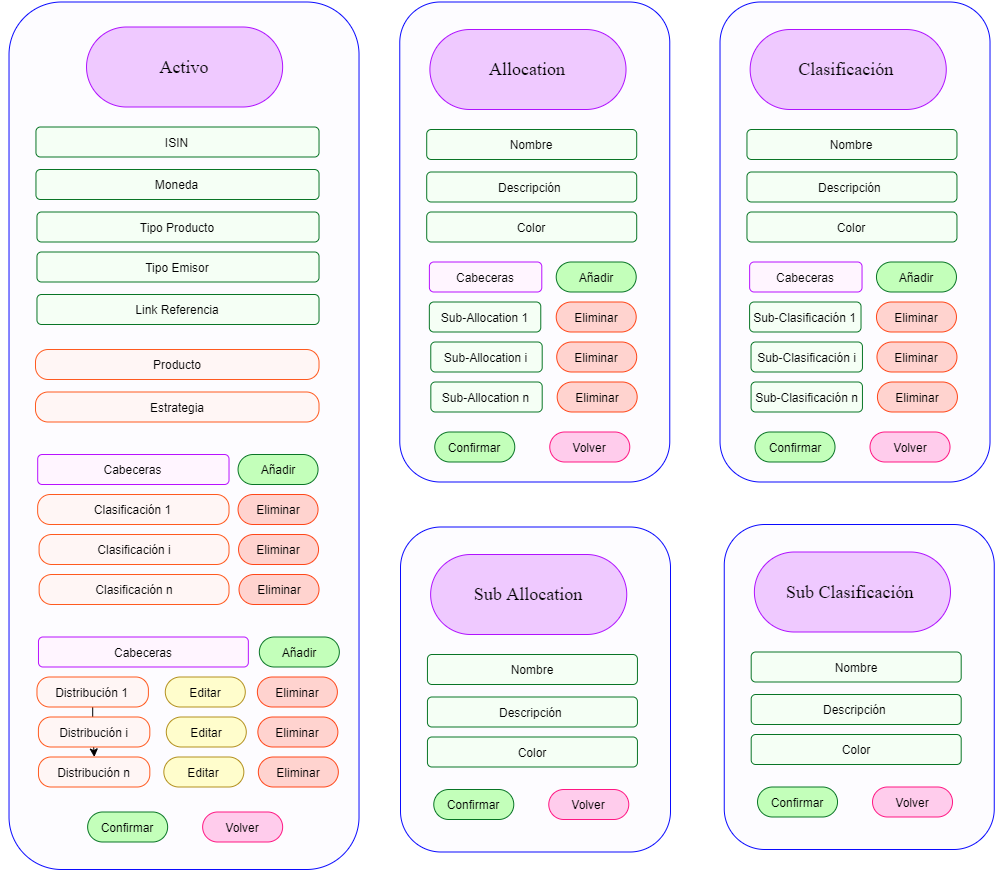 Activo
ISIN
Moneda
Tipo Producto
Tipo Emisor
Link Referencia
Producto
Estrategia
Cabeceras
Añadir
Clasificación 1
Eliminar
Clasificación i
Eliminar
Clasificación n
Eliminar
Cabeceras
Añadir
Distribución 1
Editar
Eliminar
Distribución i
Editar
Eliminar
Distribución n
Editar
Eliminar
Confirmar
Volver
Allocation
Nombre
Descripción
Color
Cabeceras
Añadir
Sub-Allocation 1
Eliminar
Sub-Allocation i
Eliminar
Sub-Allocation n
Eliminar
Confirmar
Volver
Clasificación
Nombre
Descripción
Color
Cabeceras
Añadir
Sub-Clasificación 1
Eliminar
Sub-Clasificación i
Eliminar
Sub-Clasificación n
Eliminar
Confirmar
Volver
Sub Allocation
Nombre
Descripción
Color
Confirmar
Volver
Sub Clasificación
Nombre
Descripción
Color
Confirmar
Volver